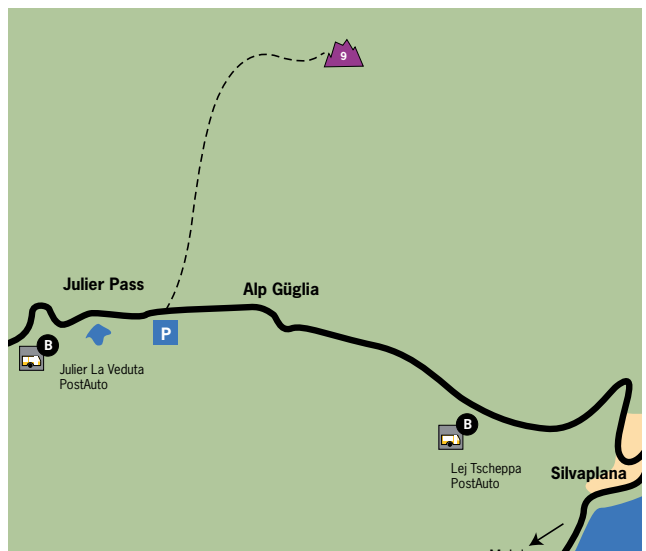 9
Julier Pass
Alp Güglia
P
B
Julier La Veduta
PostAuto
B
Lej Tscheppa
PostAuto
Silvaplana